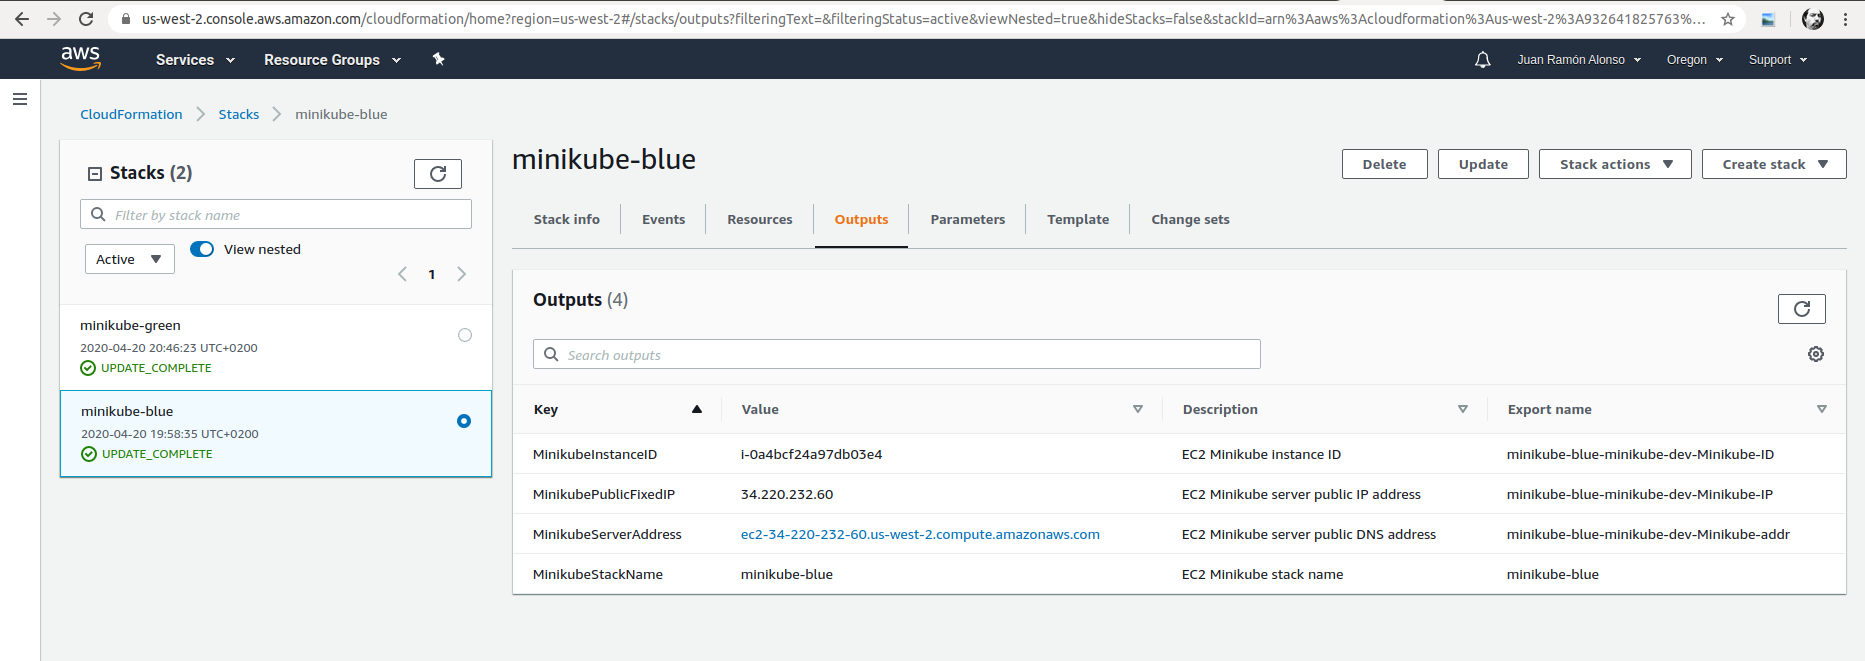 us-west-2.console.aws.amazon.com/cloudformation/home?region=us-west-2#/stacks/outputs?filteringText=&filteringStatus=active&viewNested=true&hideStacks=false&stackId=arn%3Aaws%3Acloudformation%3Aus-west-2%3A932641825763%...
aws Services Resource Groups Juan Ramón Alonso Oregon Support
CloudFormation Stacks minikube-blue
Stacks (2)
Filter by stack name
Active View nested
1
minikube-green
2020-04-20 20:46:23 UTC+0200
UPDATE_COMPLETE
minikube-blue
2020-04-20 19:58:35 UTC+0200
UPDATE_COMPLETE
minikube-blue
Delete Update Stack actions Create stack
Stack info Events Resources Outputs Parameters Template Change sets
Outputs (4)
Search outputs
Key Value Description Export name
MinikubeInstanceID i-0a4bcf24a97db03e4 EC2 Minikube instance ID minikube-blue-minikube-dev-Minikube-ID
MinikubePublicFixedIP 34.220.232.60 EC2 Minikube server public IP address minikube-blue-minikube-dev-Minikube-IP
MinikubeServerAddress ec2-34-220-232-60.us-west-2.compute.amazonaws.com EC2 Minikube server public DNS address minikube-blue-minikube-dev-Minikube-addr
MinikubeStackName minikube-blue EC2 Minikube stack name minikube-blue